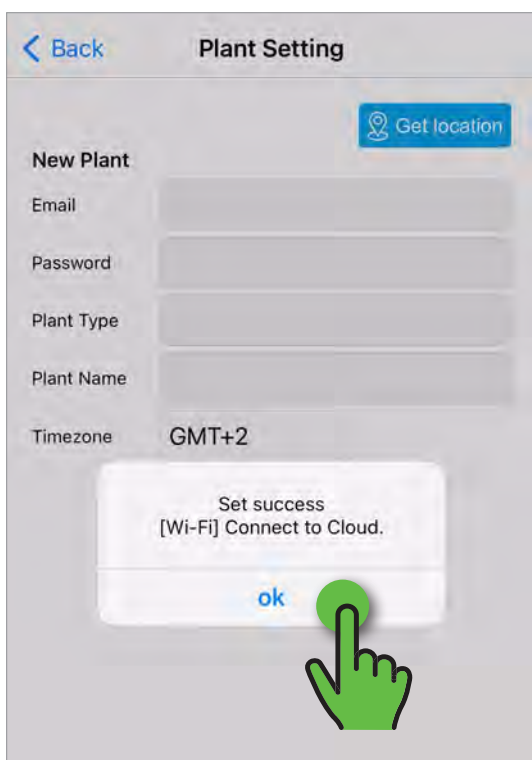 Back
Plant Setting
Get location
New Plant
Email
Password
Plant Type
Plant Name
Timezone GMT+2
Set success
[Wi-Fi] Connect to Cloud.
ok